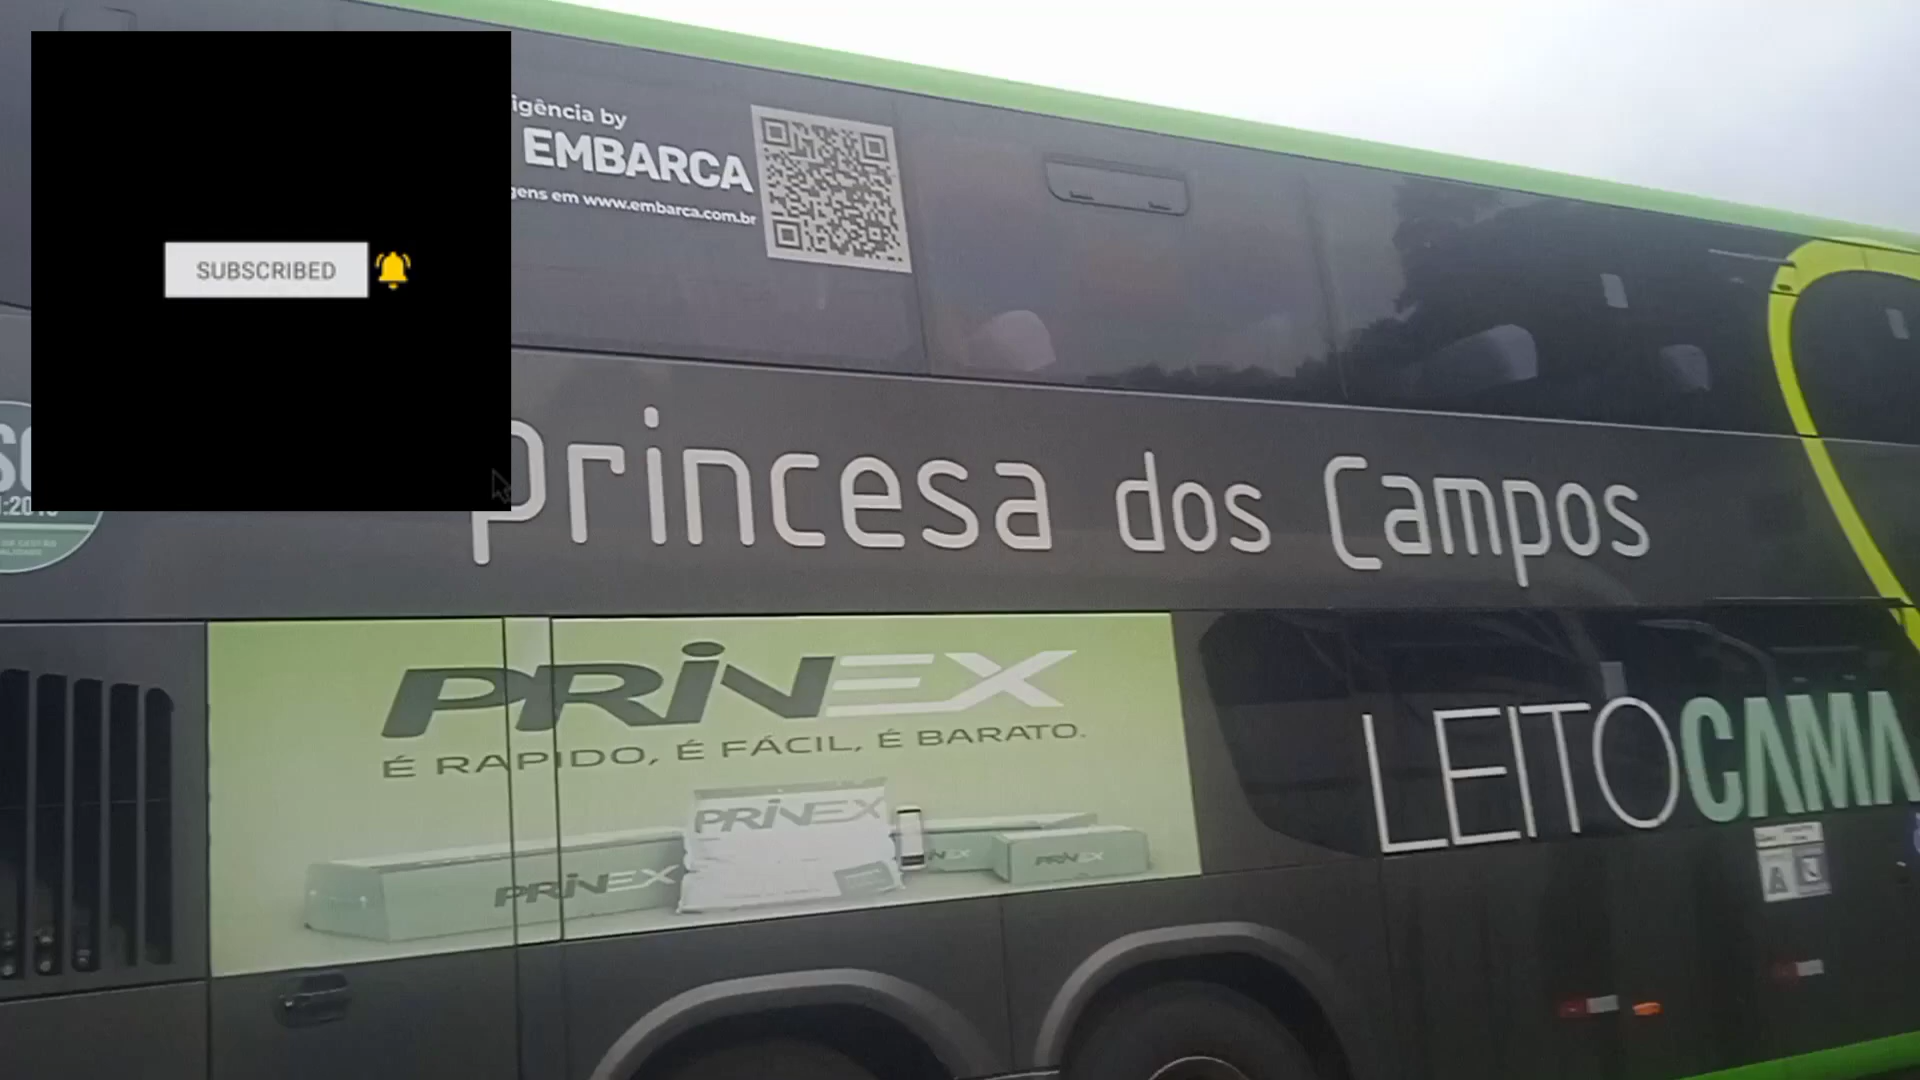 igência by
EMBARCA
gens em www.embarca.com.br
SUBSCRIBED
Princesa dos Campos
PRINEX
É RAPIDO, É FÁCIL, É BARATO.
PRINEX
PRINEX
PRINEX
LEITOCAMA
A